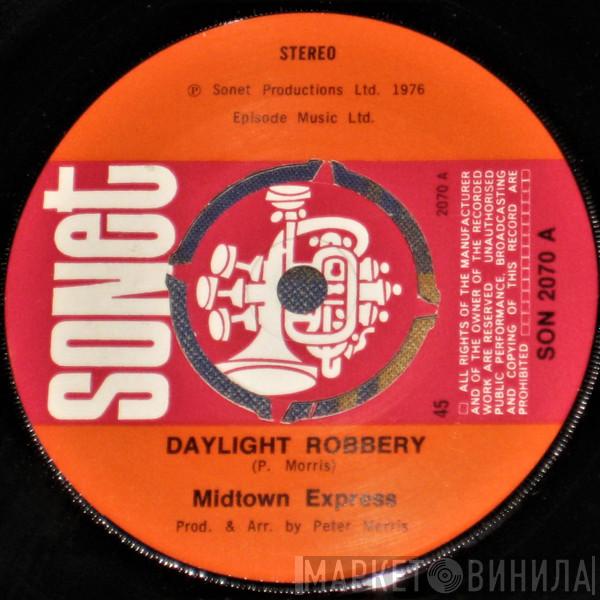 STEREO
℗ Sonet Productions Ltd. 1976
Episode Music Ltd.
sonet
2070 A
45
ALL RIGHTS OF THE MANUFACTURER
AND OF THE OWNER OF THE RECORDED
WORK ARE RESERVED UNAUTHORISED
PUBLIC PERFORMANCE, BROADCASTING
AND COPYING OF THIS RECORD ARE
PROHIBITED
SON 2070 A
DAYLIGHT ROBBERY
(P. Morris)
Midtown Express
Prod. & Arr. by Peter Morris
МАРКЕТ ВИНИЛА